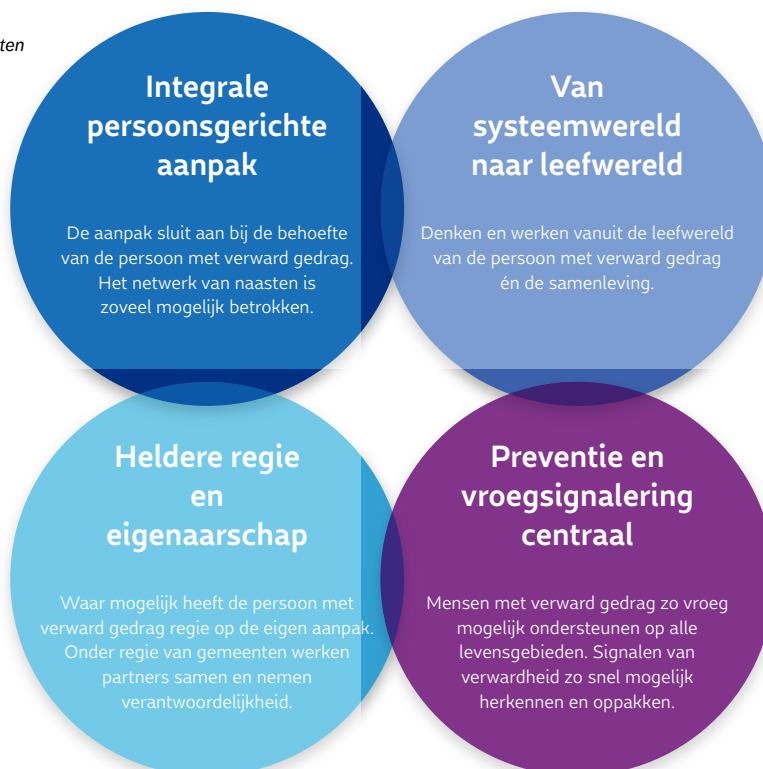 ten
Integrale
persoonsgerichte
aanpak
De aanpak sluit aan bij de behoefte
van de persoon met verward gedrag.
Het netwerk van naasten is
zoveel mogelijk betrokken.
Van
systeemwereld
naar leefwereld
Denken en werken vanuit de leefwereld
van de persoon met verward gedrag
én de samenleving.
Heldere regie
en
eigenaarschap
Waar mogelijk heeft de persoon met
verward gedrag regie op de eigen aanpak.
Onder regie van gemeenten werken
partners samen en nemen
verantwoordelijkheid.
Preventie en
vroegsignalering
centraal
Mensen met verward gedrag zo vroeg
mogelijk ondersteunen op alle
levensgebieden. Signalen van
verwardheid zo snel mogelijk
herkennen en oppakken.